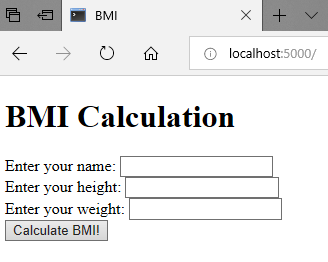 BMI
localhost:5000/
BMI Calculation
Enter your name:
Enter your height:
Enter your weight:
Calculate BMI!